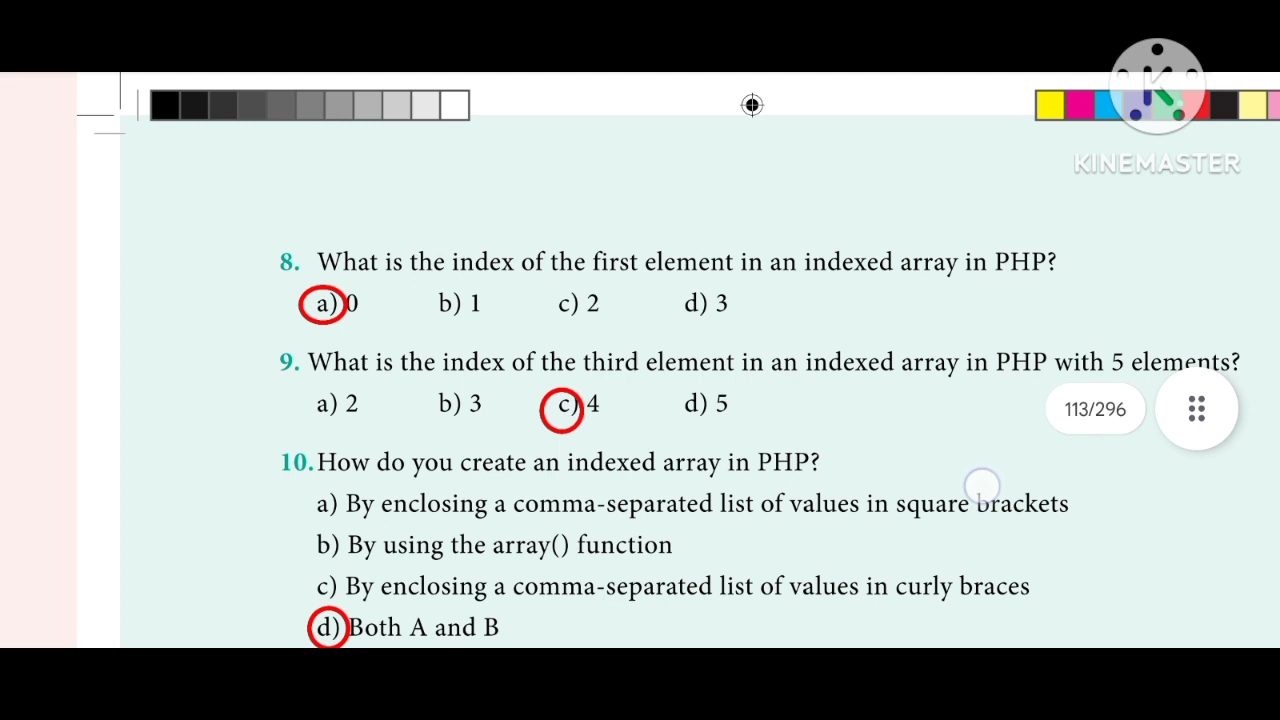 KINEMASTER
8. What is the index of the first element in an indexed array in PHP?
a) 0 b) 1 c) 2 d) 3
9. What is the index of the third element in an indexed array in PHP with 5 elements?
a) 2 b) 3 c) 4 d) 5
113/296
10. How do you create an indexed array in PHP?
a) By enclosing a comma-separated list of values in square brackets
b) By using the array() function
c) By enclosing a comma-separated list of values in curly braces
d) Both A and B